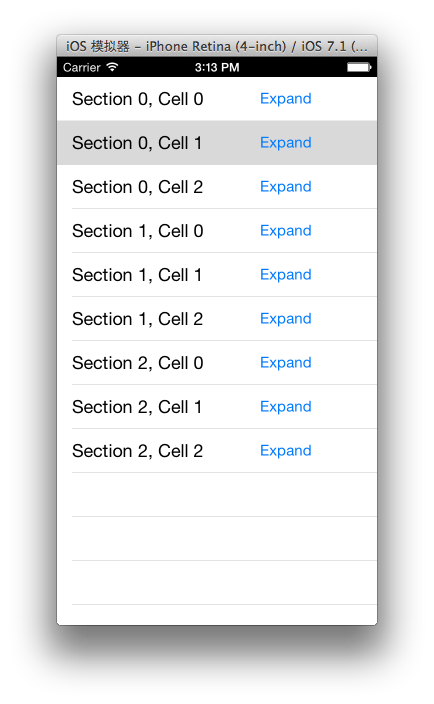 iOS 模拟器 - iPhone Retina (4-inch) / iOS 7.1 (...
Carrier 3:13 PM
Section 0, Cell 0 Expand
Section 0, Cell 1 Expand
Section 0, Cell 2 Expand
Section 1, Cell 0 Expand
Section 1, Cell 1 Expand
Section 1, Cell 2 Expand
Section 2, Cell 0 Expand
Section 2, Cell 1 Expand
Section 2, Cell 2 Expand